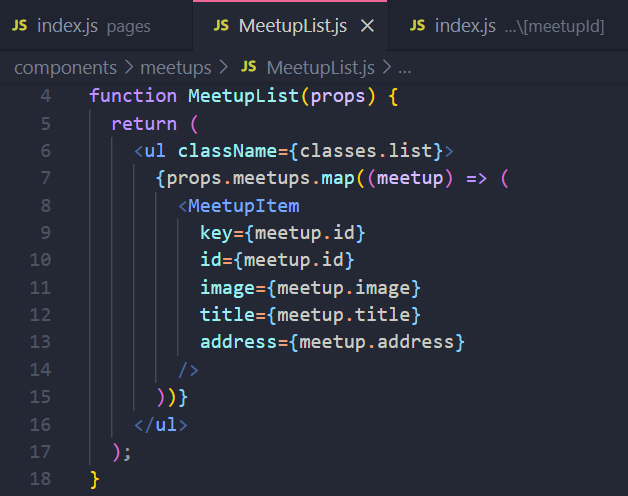 JS index.js pages JS MeetupList.js × JS index.js ...\[meetupId]
components > meetups > JS MeetupList.js > ...
4 function MeetupList(props) {
5   return (
6     <ul className={classes.list}>
7       {props.meetups.map((meetup) => (
8         <MeetupItem
9           key={meetup.id}
10           id={meetup.id}
11           image={meetup.image}
12           title={meetup.title}
13           address={meetup.address}
14         />
15       ))}
16     </ul>
17   );
18 }